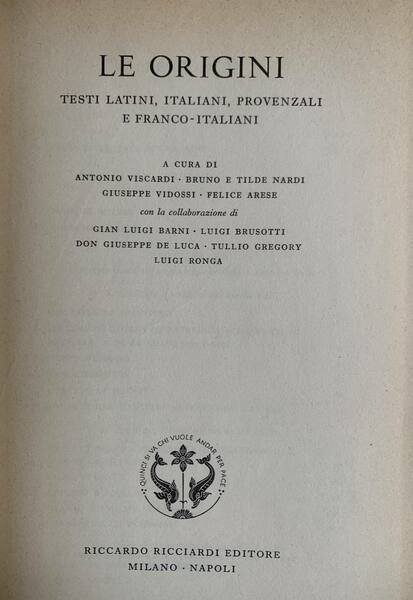 LE ORIGINI
TESTI LATINI, ITALIANI, PROVENZALI
E FRANCO-ITALIANI
A CURA DI
ANTONIO VISCARDI · BRUNO E TILDE NARDI
GIUSEPPE VIDOSSI · FELICE ARESE
con la collaborazione di
GIAN LUIGI BARNI · LUIGI BRUSOTTI
DON GIUSEPPE DE LUCA · TULLIO GREGORY
LUIGI RONGA
QUINCI SI VA CHI VUOLE ANDAR PER PACE
RICCARDO RICCIARDI EDITORE
MILANO · NAPOLI